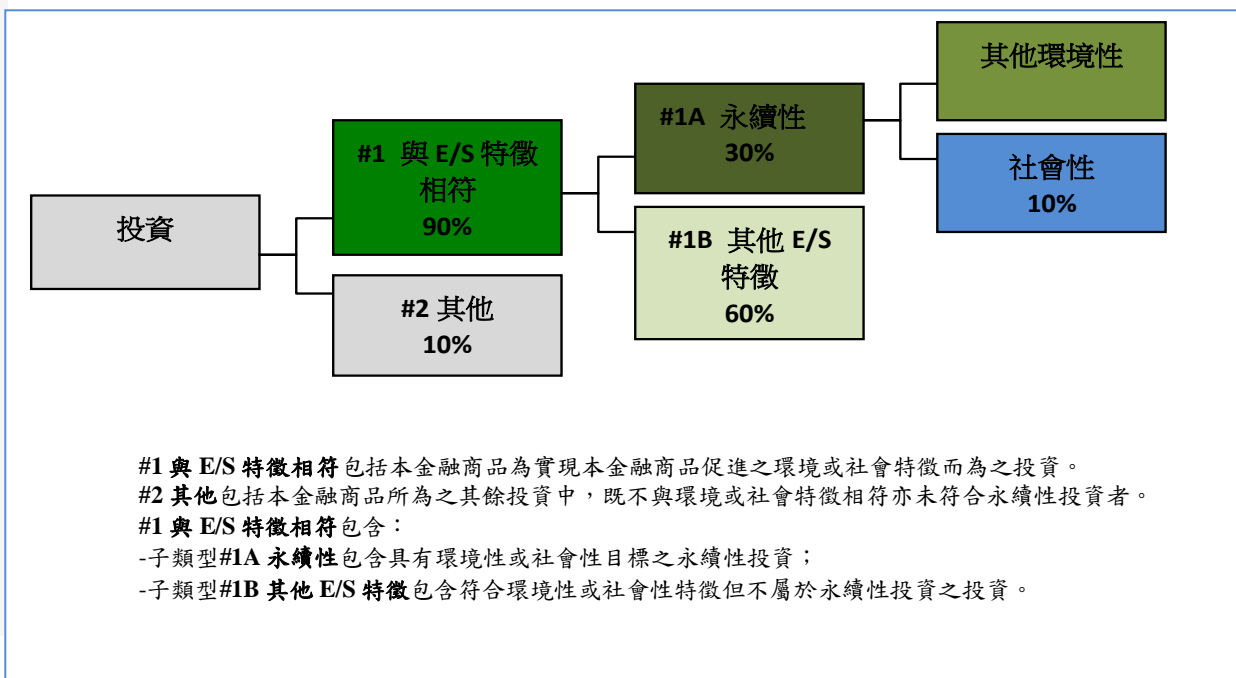 投資
#1 與 E/S 特徵
相符
90%
#2 其他
10%
#1A 永續性
30%
#1B 其他 E/S
特徵
60%
其他環境性
社會性
10%
#1 與 E/S 特徵相符包括本金融商品為實現本金融商品促進之環境或社會特徵而為之投資。
#2 其他包括本金融商品所為之其餘投資中，既不與環境或社會特徵相符亦未符合永續性投資者。
#1 與 E/S 特徵相符包含：
-子類型#1A 永續性包含具有環境性或社會性目標之永續性投資；
-子類型#1B 其他 E/S 特徵包含符合環境性或社會性特徵但不屬於永續性投資之投資。